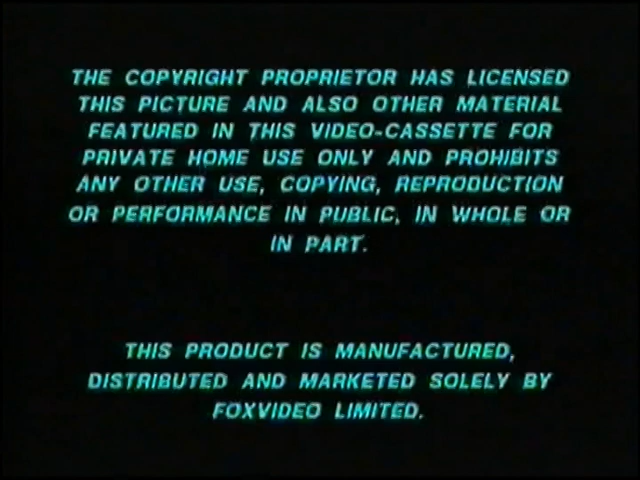 THE COPYRIGHT PROPRIETOR HAS LICENSED
THIS PICTURE AND ALSO OTHER MATERIAL
FEATURED IN THIS VIDEO-CASSETTE FOR
PRIVATE HOME USE ONLY AND PROHIBITS
ANY OTHER USE, COPYING, REPRODUCTION
OR PERFORMANCE IN PUBLIC, IN WHOLE OR
IN PART.
THIS PRODUCT IS MANUFACTURED,
DISTRIBUTED AND MARKETED SOLELY BY
FOXVIDEO LIMITED.